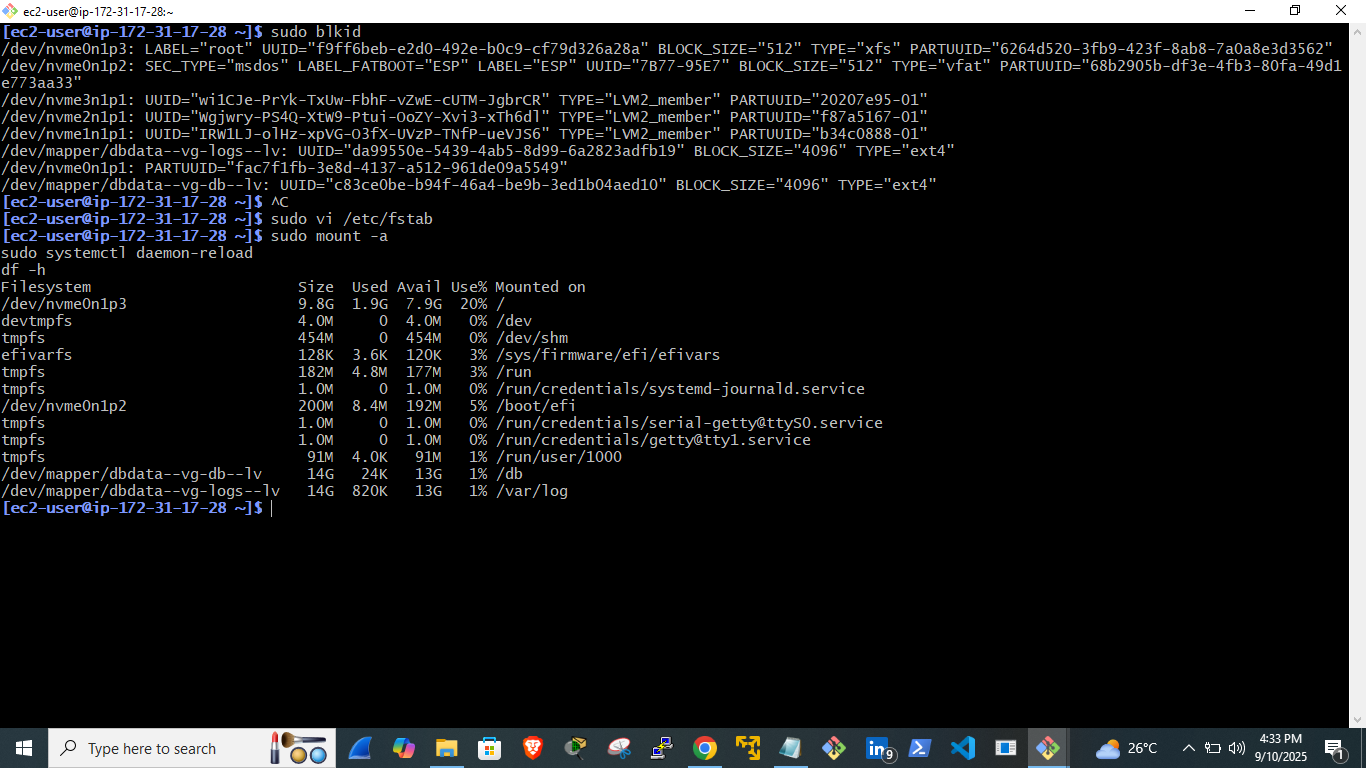 ec2-user@ip-172-31-17-28:~
[ec2-user@ip-172-31-17-28 ~]$ sudo blkid
/dev/nvme0n1p3: LABEL="root" UUID="f9ff6beb-e2d0-492e-b0c9-cf79d326a28a" BLOCK_SIZE="512" TYPE="xfs" PARTUUID="6264d520-3fb9-423f-8ab8-7a0a8e3d3562"
/dev/nvme0n1p2: SEC_TYPE="msdos" LABEL_FATBOOT="ESP" LABEL="ESP" UUID="7B77-95E7" BLOCK_SIZE="512" TYPE="vfat" PARTUUID="68b2905b-df3e-4fb3-80fa-49d1
e773aa33"
/dev/nvme3n1p1: UUID="wi1CJe-PrYk-TxUw-FbhF-vZwE-cUTM-JgbrCR" TYPE="LVM2_member" PARTUUID="20207e95-01"
/dev/nvme2n1p1: UUID="Wgjwry-PS4Q-XtW9-Ptui-OoZY-Xvi3-xTh6dl" TYPE="LVM2_member" PARTUUID="f87a5167-01"
/dev/nvme1n1p1: UUID="IRW1LJ-olHz-xpVG-O3fX-UVzP-TNfP-ueVJS6" TYPE="LVM2_member" PARTUUID="b34c0888-01"
/dev/mapper/dbdata--vg-logs--lv: UUID="da99550e-5439-4ab5-8d99-6a2823adfb19" BLOCK_SIZE="4096" TYPE="ext4"
/dev/nvme0n1p1: PARTUUID="fac7f1fb-3e8d-4137-a512-961de09a5549"
/dev/mapper/dbdata--vg-db--lv: UUID="c83ce0be-b94f-46a4-be9b-3ed1b04aed10" BLOCK_SIZE="4096" TYPE="ext4"
[ec2-user@ip-172-31-17-28 ~]$ ^C
[ec2-user@ip-172-31-17-28 ~]$ sudo vi /etc/fstab
[ec2-user@ip-172-31-17-28 ~]$ sudo mount -a
sudo systemctl daemon-reload
df -h
Filesystem Size Used Avail Use% Mounted on
/dev/nvme0n1p3 9.8G 1.9G 7.9G 20% /
devtmpfs 4.0M 0 4.0M 0% /dev
tmpfs 454M 0 454M 0% /dev/shm
efivarfs 128K 3.6K 120K 3% /sys/firmware/efi/efivars
tmpfs 182M 4.8M 177M 3% /run
tmpfs 1.0M 0 1.0M 0% /run/credentials/systemd-journald.service
/dev/nvme0n1p2 200M 8.4M 192M 5% /boot/efi
tmpfs 1.0M 0 1.0M 0% /run/credentials/serial-getty@ttyS0.service
tmpfs 1.0M 0 1.0M 0% /run/credentials/getty@tty1.service
tmpfs 91M 4.0K 91M 1% /run/user/1000
/dev/mapper/dbdata--vg-db--lv 14G 24K 13G 1% /db
/dev/mapper/dbdata--vg-logs--lv 14G 820K 13G 1% /var/log
[ec2-user@ip-172-31-17-28 ~]$
Type here to search
9
26°C
4:33 PM
9/10/2025
1